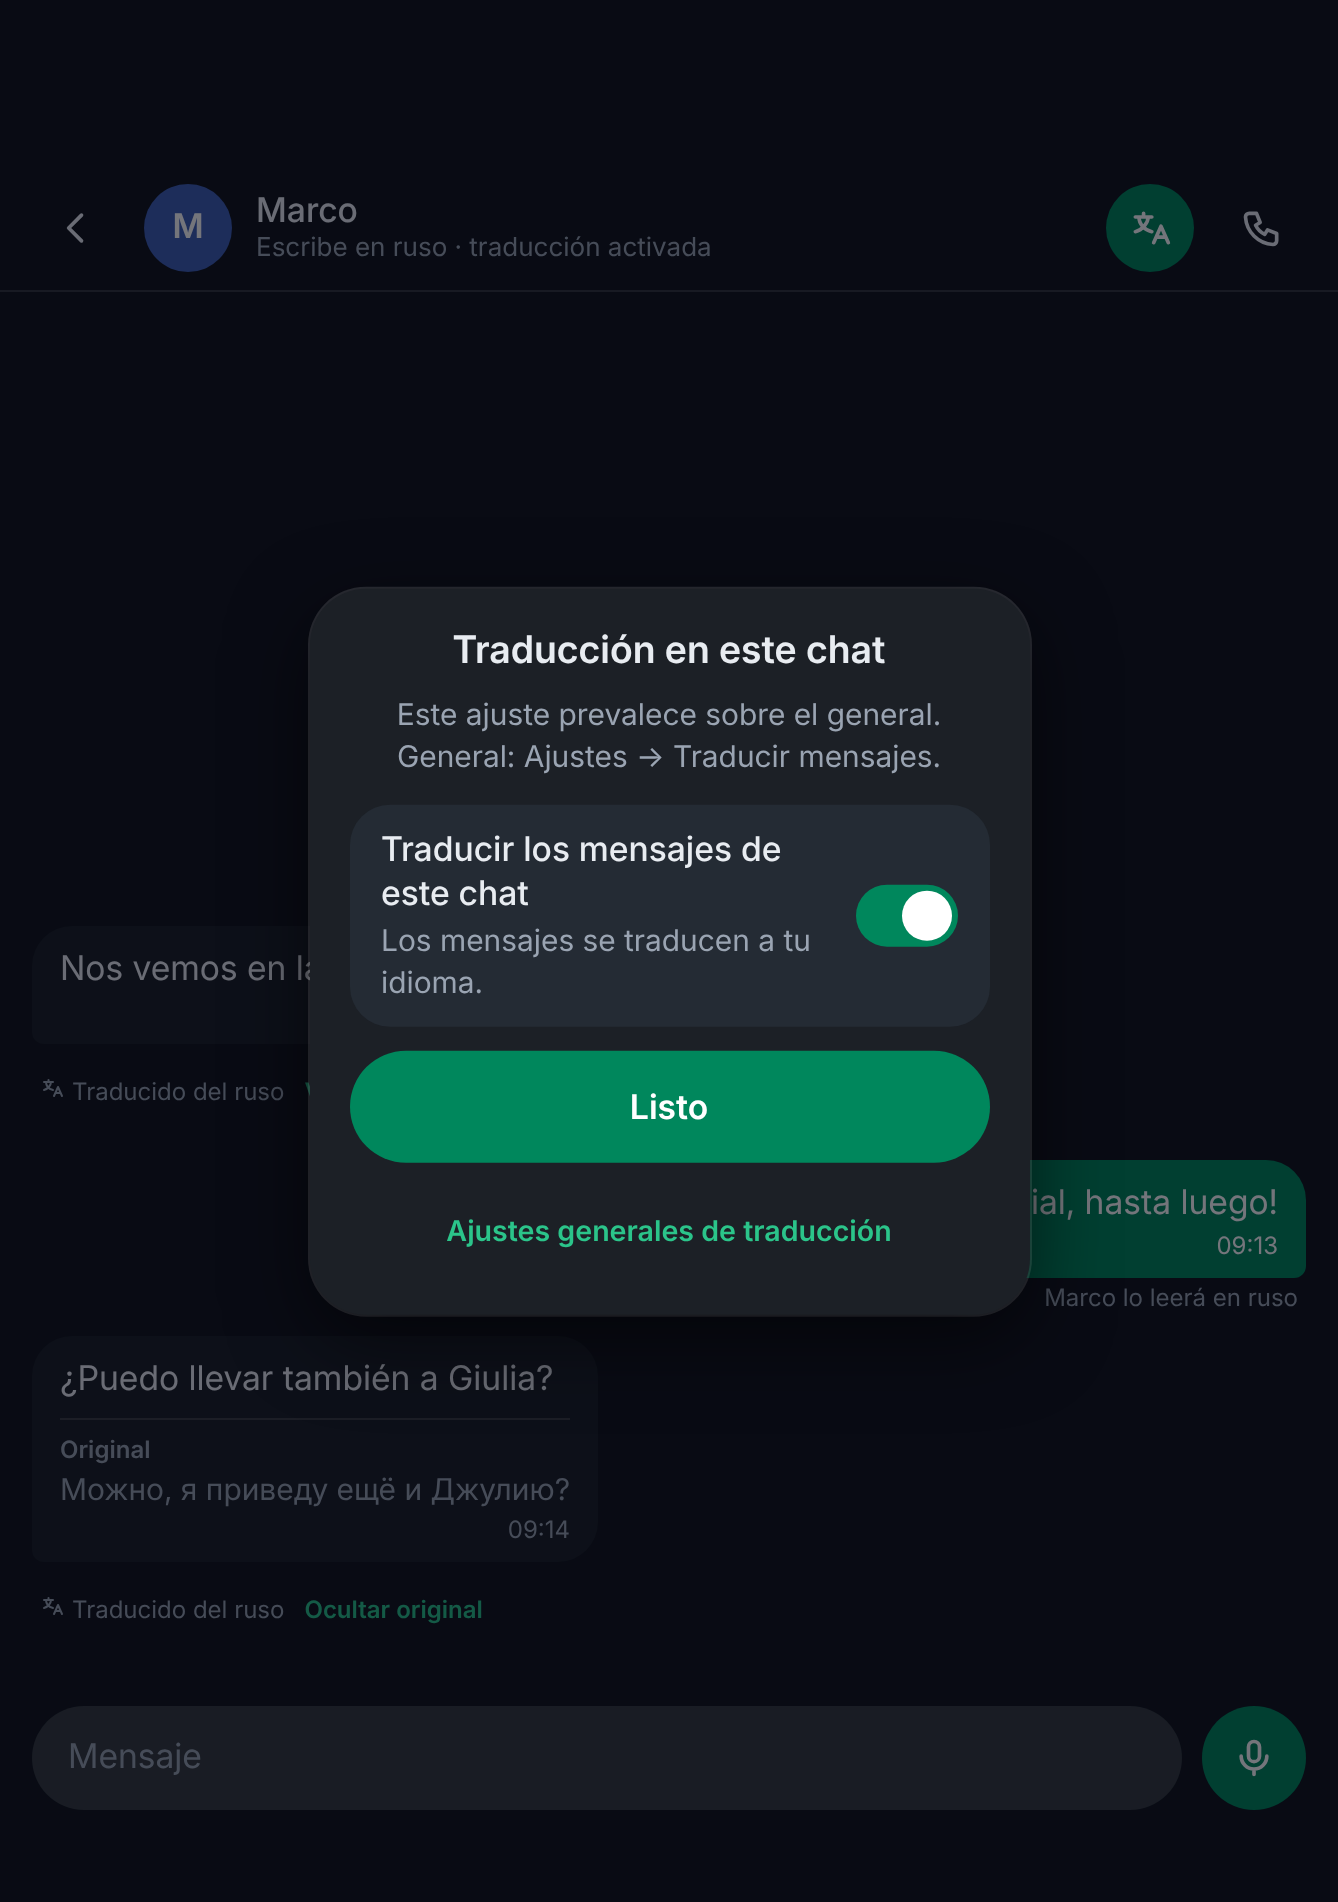 M
Marco
Escribe en ruso · traducción activada
Traducción en este chat
Este ajuste prevalece sobre el general.
General: Ajustes → Traducir mensajes.
Traducir los mensajes de
este chat
Los mensajes se traducen a tu
idioma.
Listo
Ajustes generales de traducción
Nos vemos en
Traducido del ruso
hasta luego!
09:13
Marco lo leerá en ruso
¿Puedo llevar también a Giulia?
Original
Можно, я приведу ещё и Джулию?
09:14
Traducido del ruso Ocultar original
Mensaje